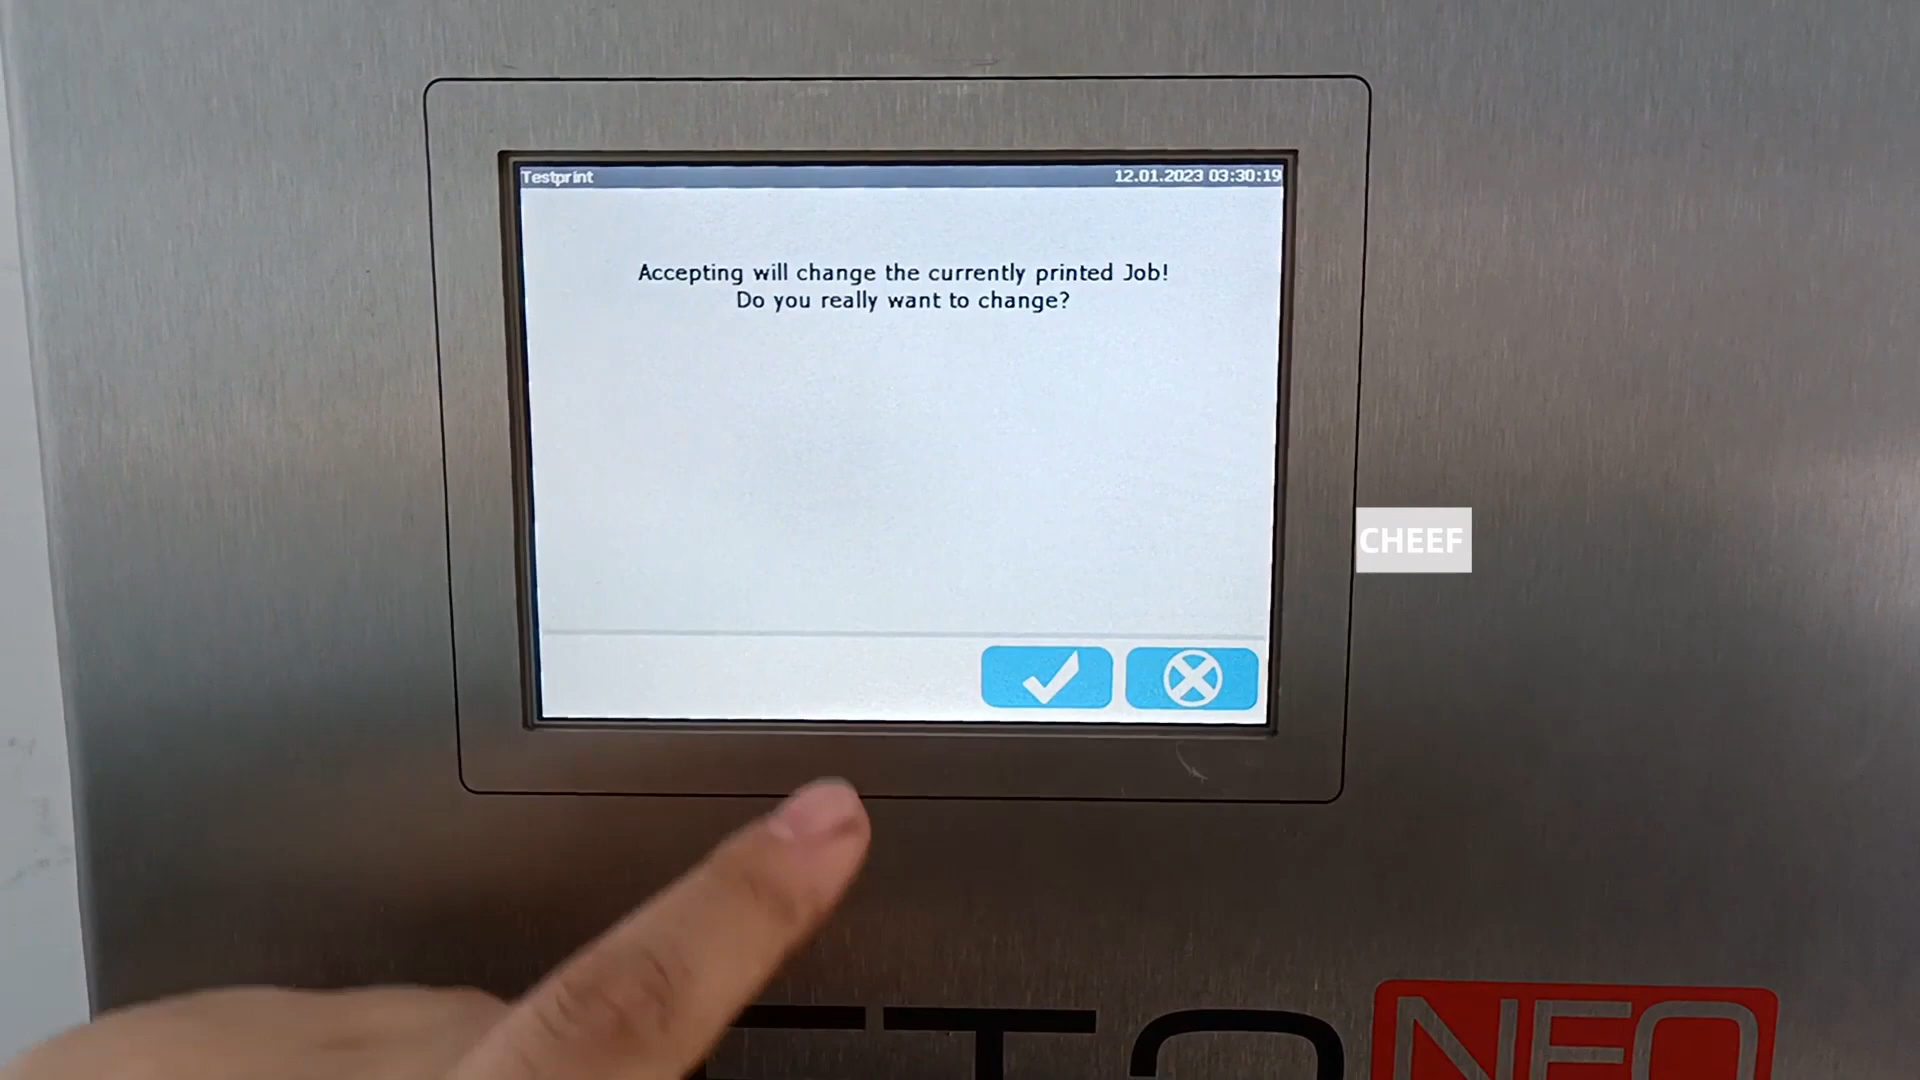 Testprint 12.01.2023 03:30:19
Accepting will change the currently printed Job!
Do you really want to change?
CHEEF
NEO